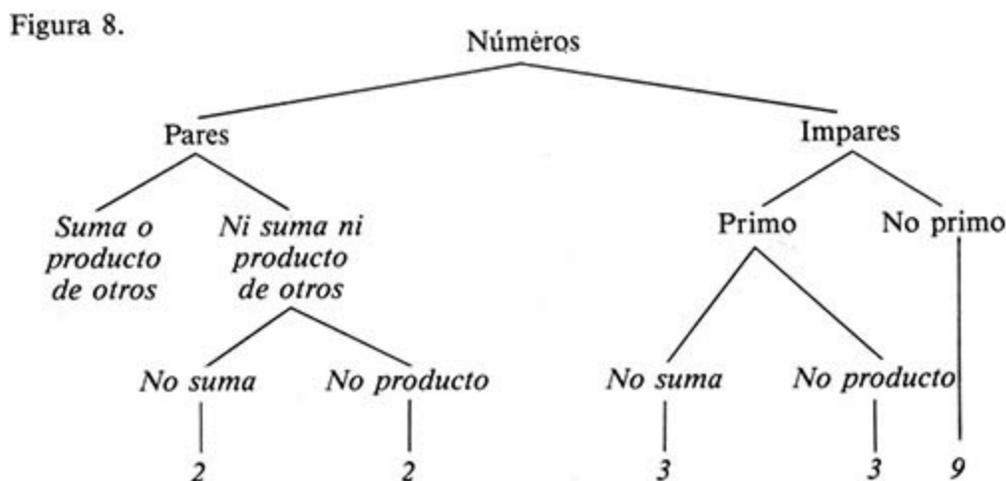 Figura 8.
Números
Pares Impares
Suma o producto de otros
Ni suma ni producto de otros
Primo No primo
No suma No producto No suma No producto
2 2 3 3 9